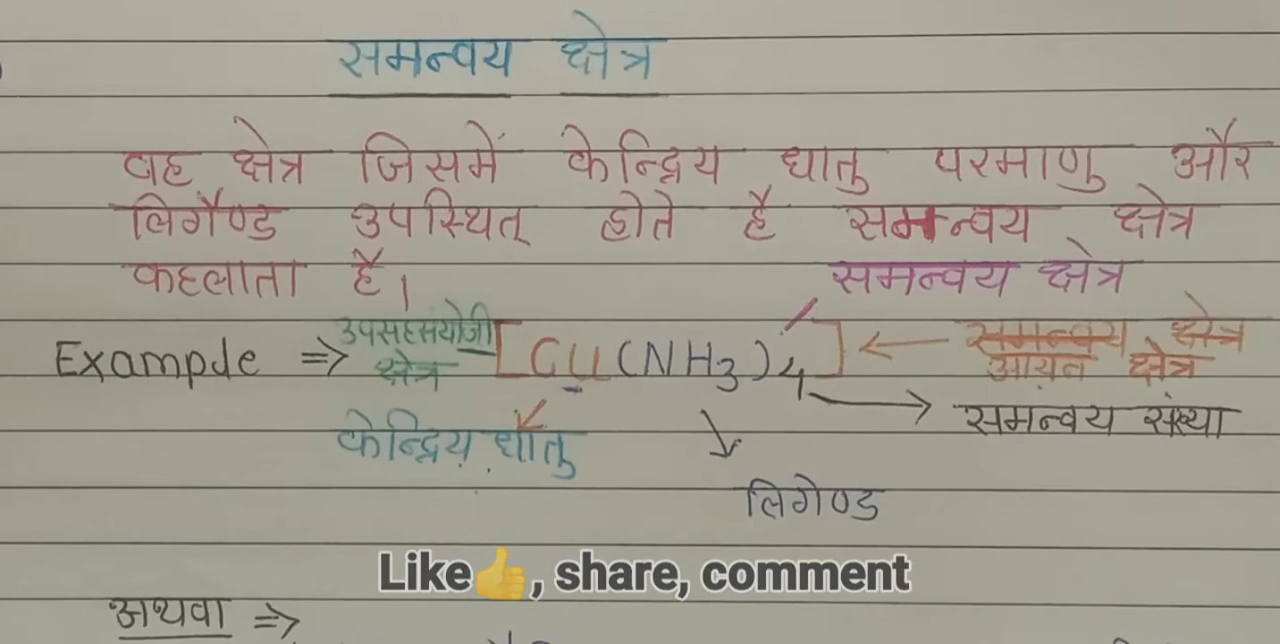 समन्वय क्षेत्र
वह क्षेत्र जिसमें केन्द्रिय धातु परमाणु और
लिगैण्ड उपस्थित् होते है समन्वय क्षेत्र
कहलाता है।
समन्वय क्षेत्र
Example => उपसहसंयोजी क्षेत्र [Cu(NH3)4] ← समन्वय क्षेत्र
आयन क्षेत्र
समन्वय संख्या
केन्द्रिय धातु
लिगेण्ड
Like👍, share, comment
अथवा =>